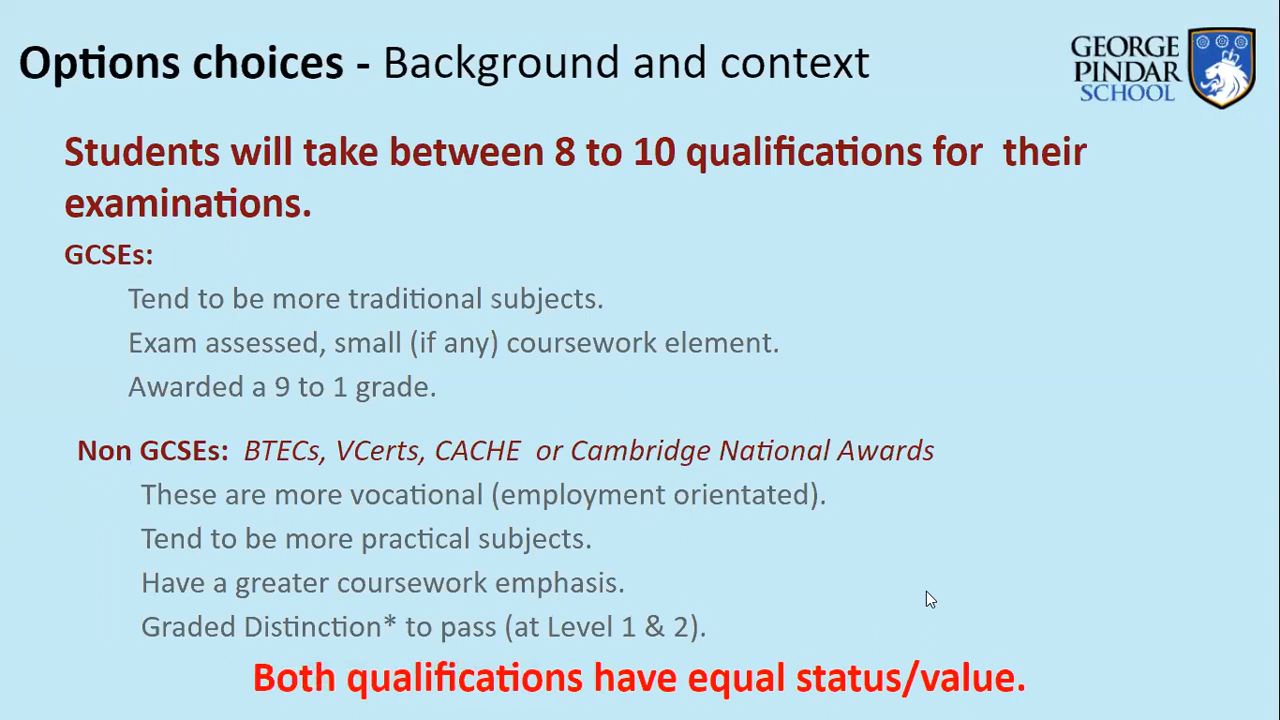 Options choices - Background and context
GEORGE
PINDAR
SCHOOL
Students will take between 8 to 10 qualifications for their
examinations.
GCSEs:
Tend to be more traditional subjects.
Exam assessed, small (if any) coursework element.
Awarded a 9 to 1 grade.
Non GCSEs: BTECs, VCerts, CACHE or Cambridge National Awards
These are more vocational (employment orientated).
Tend to be more practical subjects.
Have a greater coursework emphasis.
Graded Distinction* to pass (at Level 1 & 2).
Both qualifications have equal status/value.